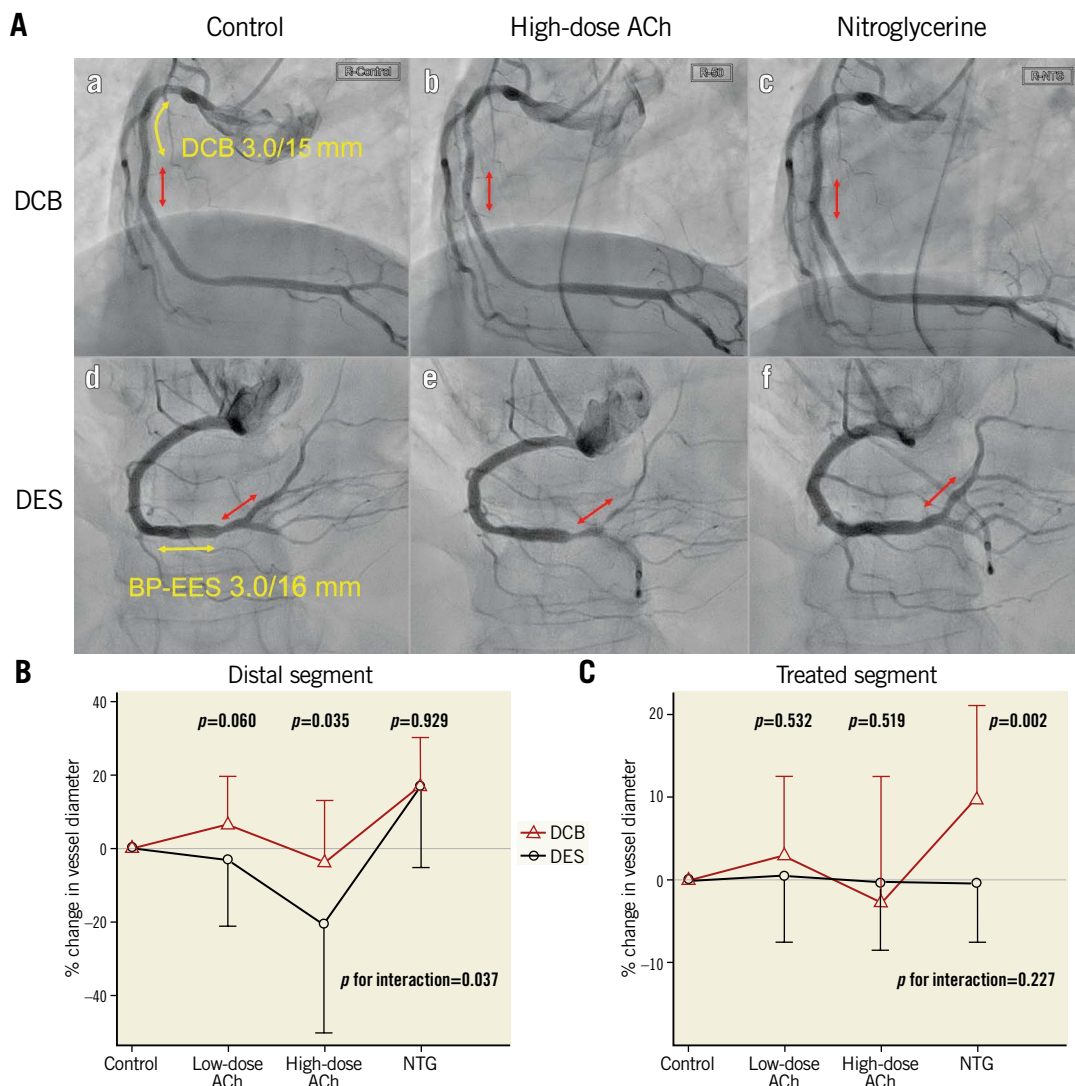 A
Control
High-dose ACh
Nitroglycerine
DCB
a
R-Control
DCB 3.0/15 mm
b
R-50
c
R-NTG
DES
d
BP-EES 3.0/16 mm
e
f
B
Distal segment
% change in vessel diameter
40
20
0
−20
−40
p=0.060
p=0.035
p=0.929
p for interaction=0.037
Control
Low-dose
ACh
High-dose
ACh
NTG
DCB
DES
C
Treated segment
% change in vessel diameter
20
10
0
−10
p=0.532
p=0.519
p=0.002
p for interaction=0.227
Control
Low-dose
ACh
High-dose
ACh
NTG